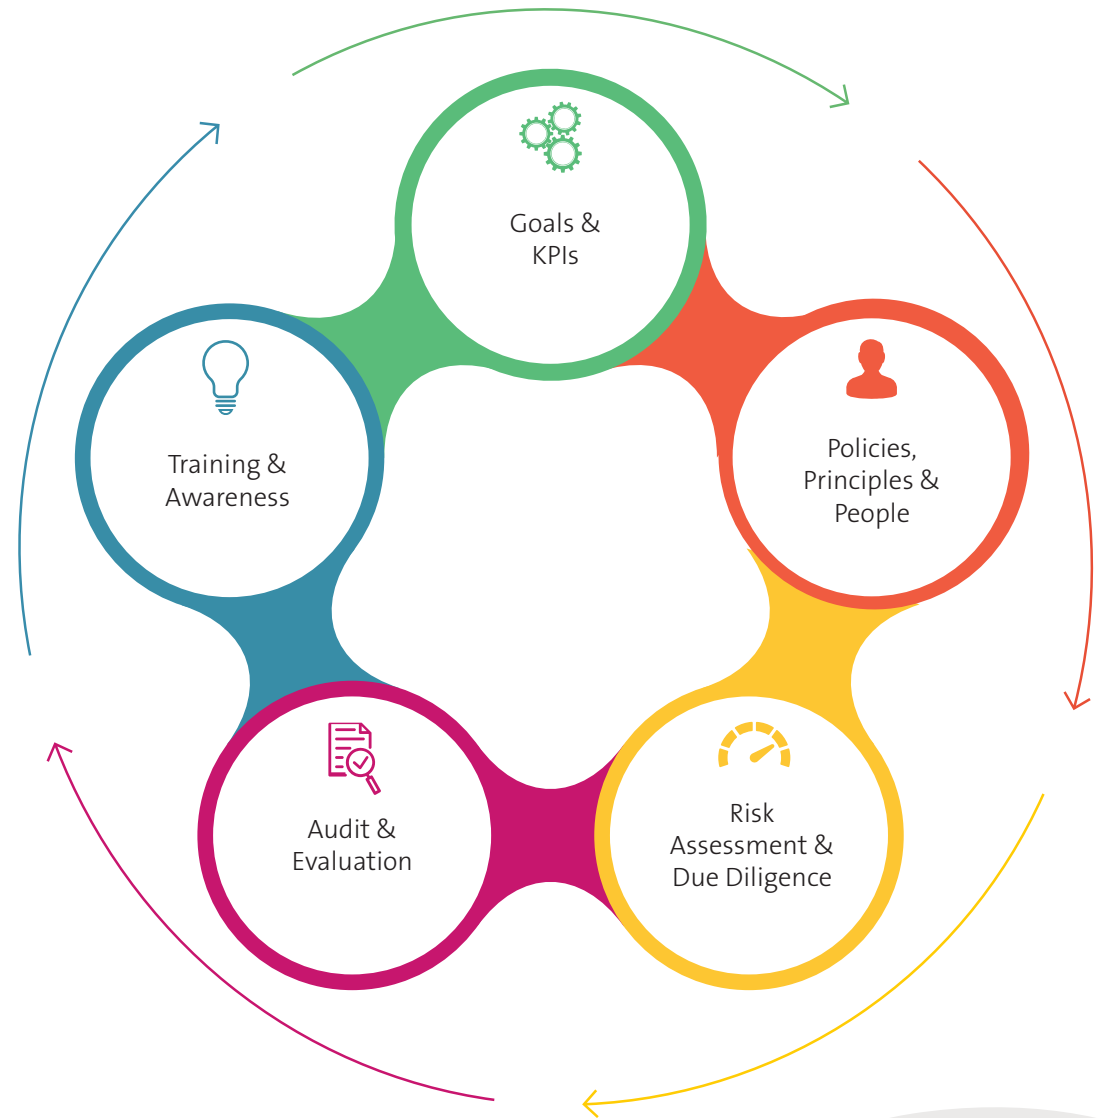 Goals &
KPIs
Policies,
Principles &
People
Risk
Assessment &
Due Diligence
Audit &
Evaluation
Training &
Awareness